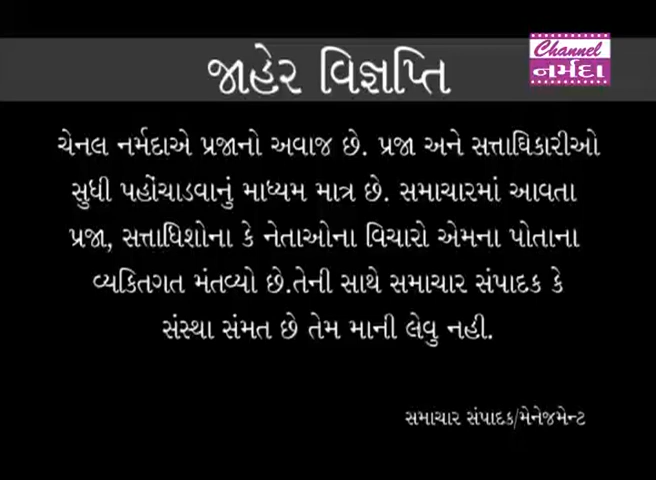 Channel
નર્મદા
જાહેર વિજ્ઞપ્તિ
ચેનલ નર્મદાએ પ્રજાનો અવાજ છે. પ્રજા અને સત્તાધિકારીઓ
સુધી પહોંચાડવાનું માધ્યમ માત્ર છે. સમાચારમાં આવતા
પ્રજા, સત્તાધિશોના કે નેતાઓના વિચારો એમના પોતાના
વ્યકિતગત મંતવ્યો છે.તેની સાથે સમાચાર સંપાદક કે
સંસ્થા સંમત છે તેમ માની લેવુ નહી.
સમાચાર સંપાદક/મેનેજમેન્ટ